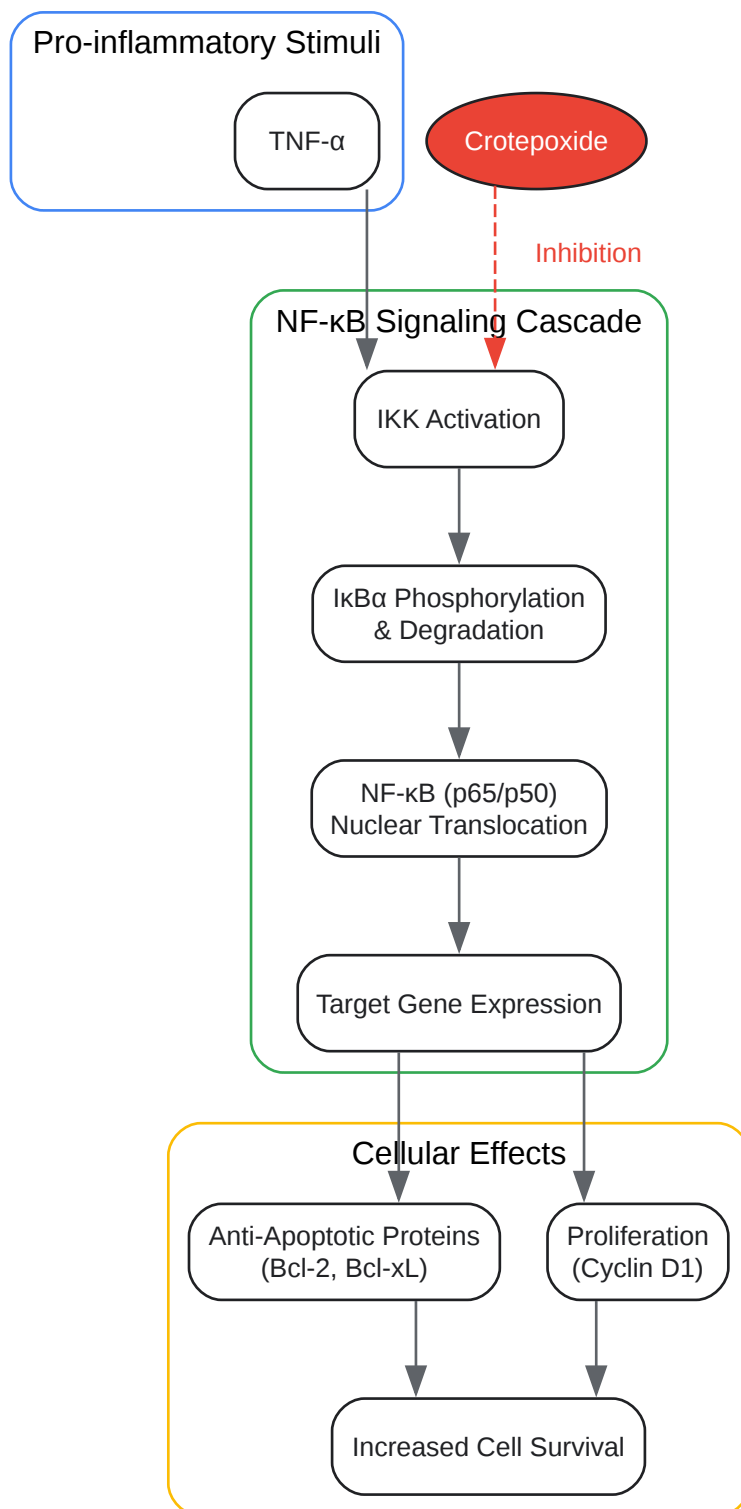 Pro-inflammatory Stimuli
TNF-α
Crotepoxide
Inhibition
NF-κB Signaling Cascade
IKK Activation
IκBα Phosphorylation
& Degradation
NF-κB (p65/p50)
Nuclear Translocation
Target Gene Expression
Cellular Effects
Anti-Apoptotic Proteins
(Bcl-2, Bcl-xL)
Proliferation
(Cyclin D1)
Increased Cell Survival